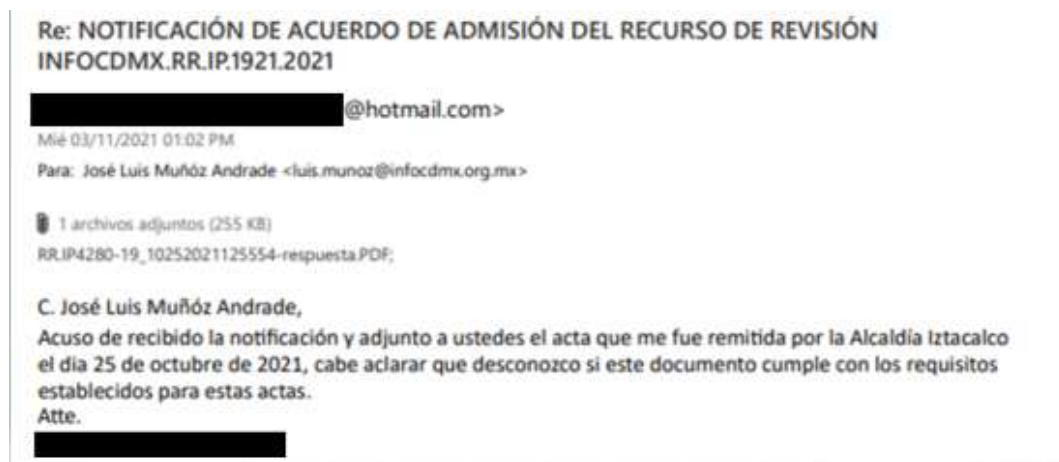 Re: NOTIFICACIÓN DE ACUERDO DE ADMISIÓN DEL RECURSO DE REVISIÓN
INFOCDMX.RR.IP.1921.2021
@hotmail.com>
Mié 03/11/2021 01:02 PM
Para: José Luis Muñóz Andrade <luis.munoz@infocdmx.org.mx>
1 archivos adjuntos (255 KB)
RR.IP4280-19_10252021125554-respuesta.PDF;
C. José Luis Muñóz Andrade,
Acuso de recibido la notificación y adjunto a ustedes el acta que me fue remitida por la Alcaldía Iztacalco
el dia 25 de octubre de 2021, cabe aclarar que desconozco si este documento cumple con los requisitos
establecidos para estas actas.
Atte.